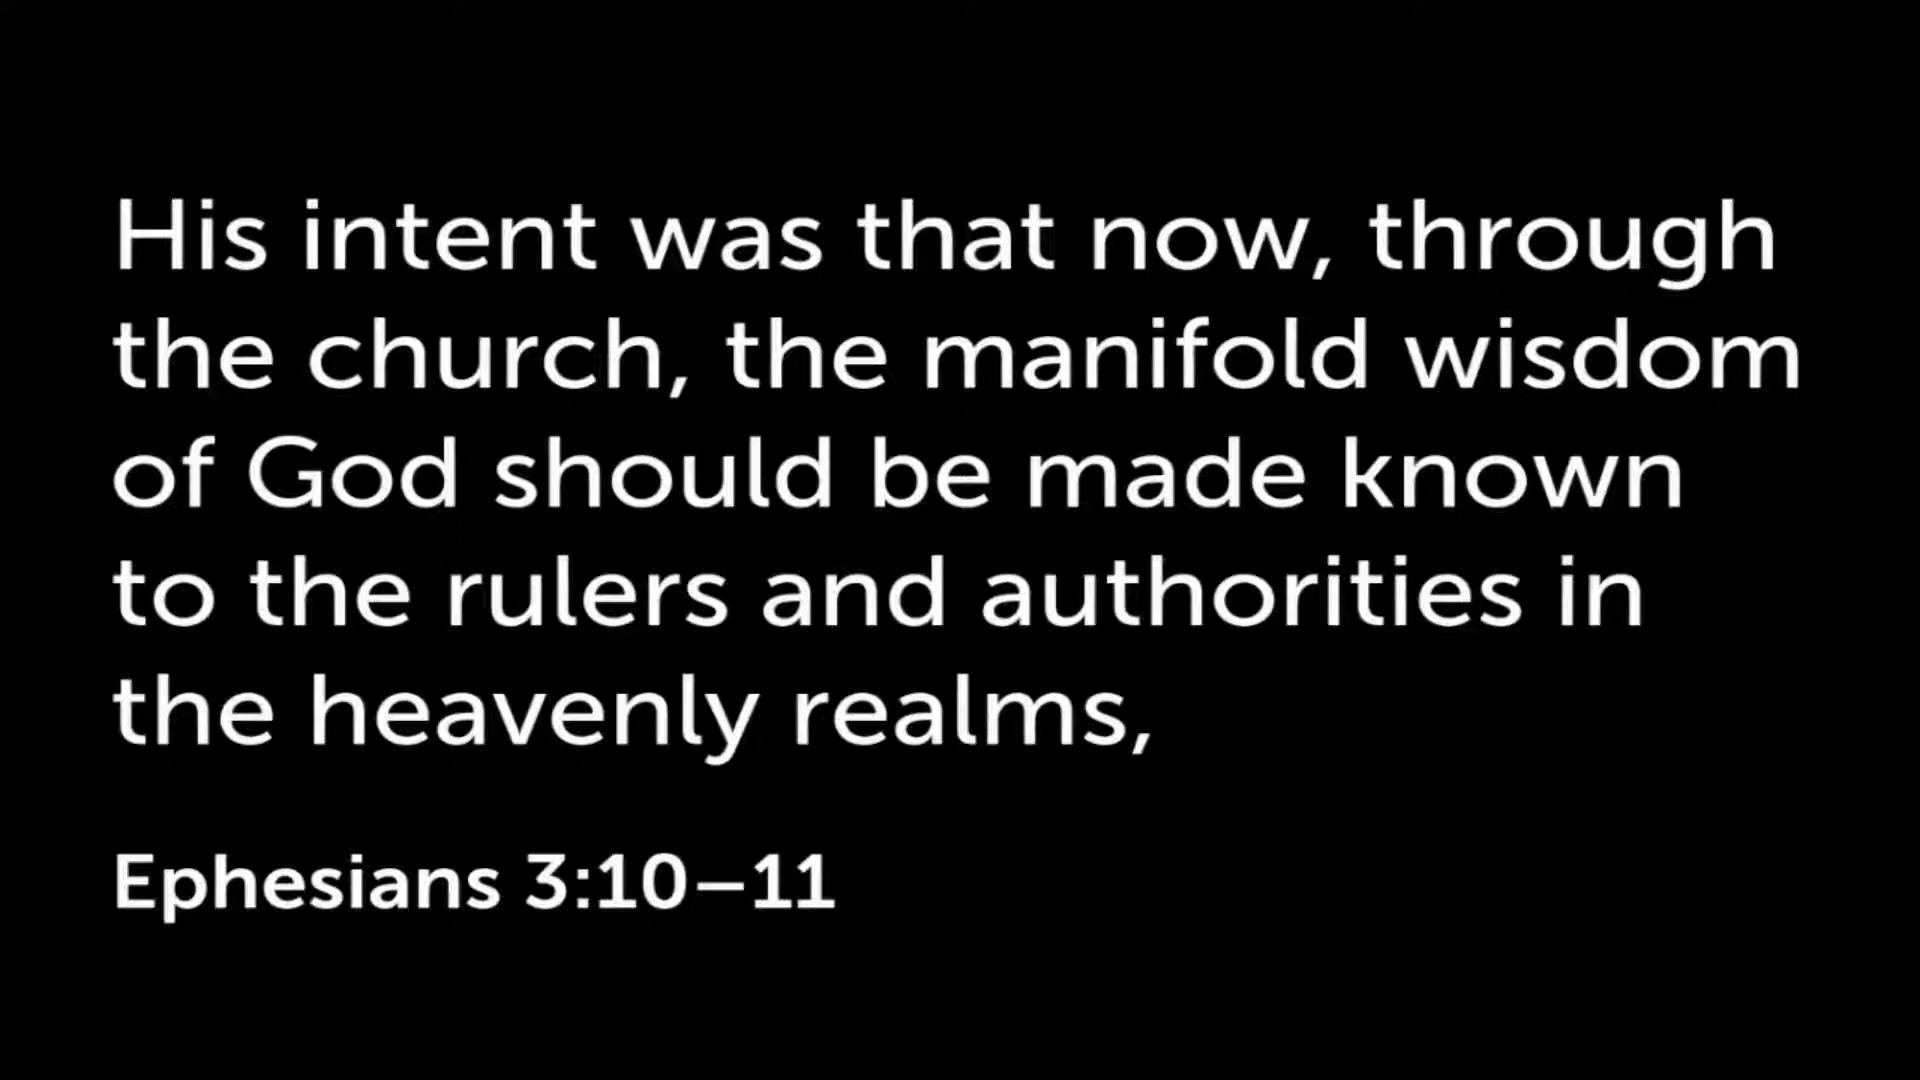 His intent was that now, through
the church, the manifold wisdom
of God should be made known
to the rulers and authorities in
the heavenly realms,
Ephesians 3:10–11